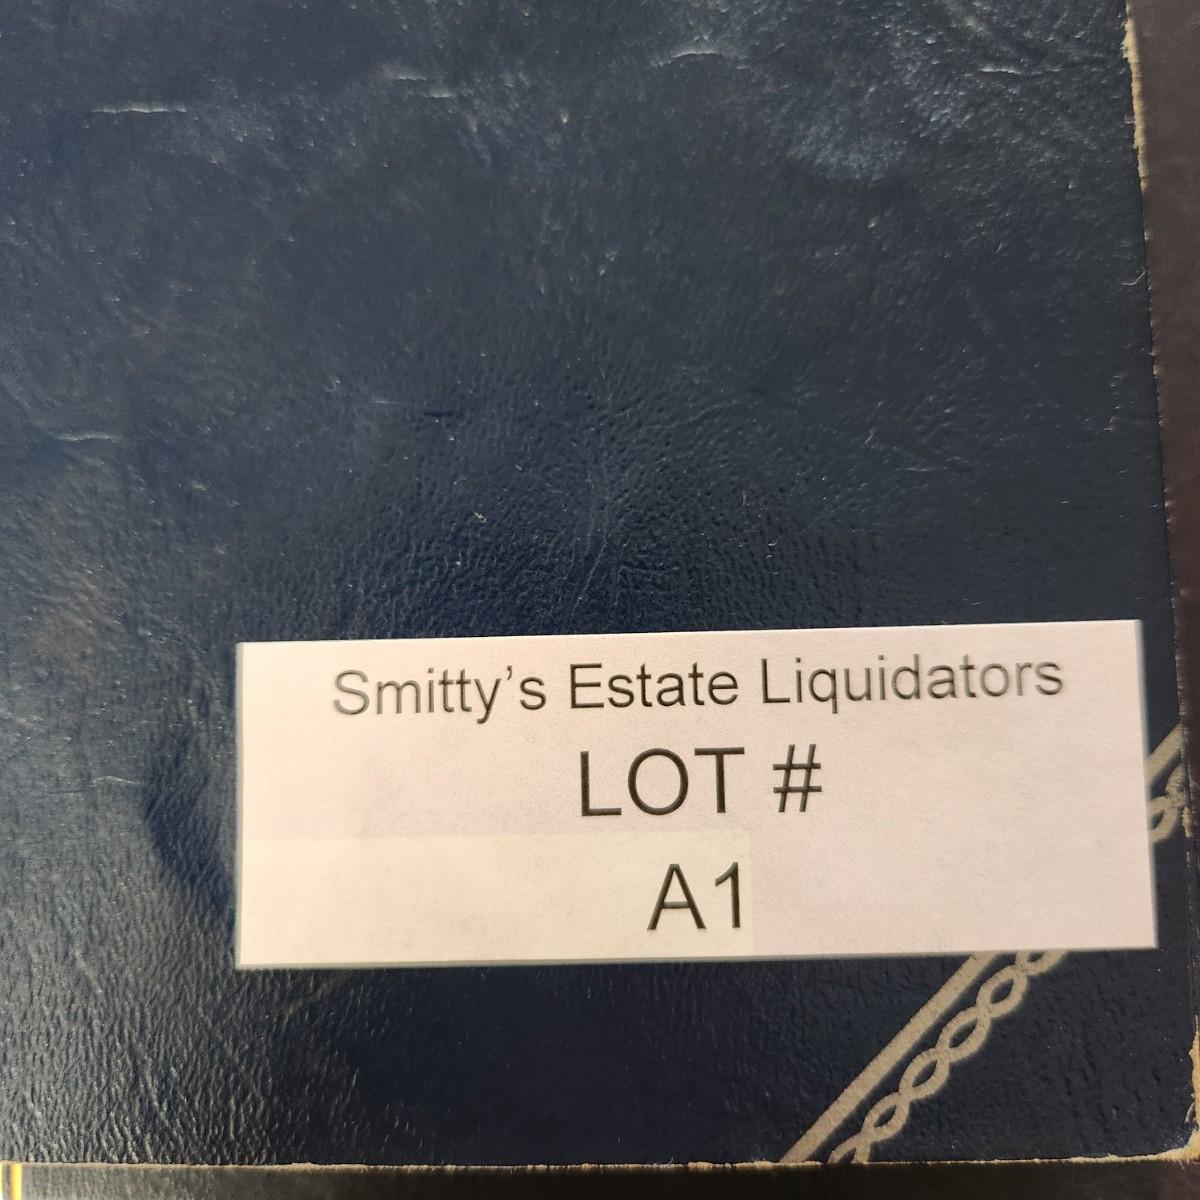 Smitty's Estate Liquidators
LOT #
A1